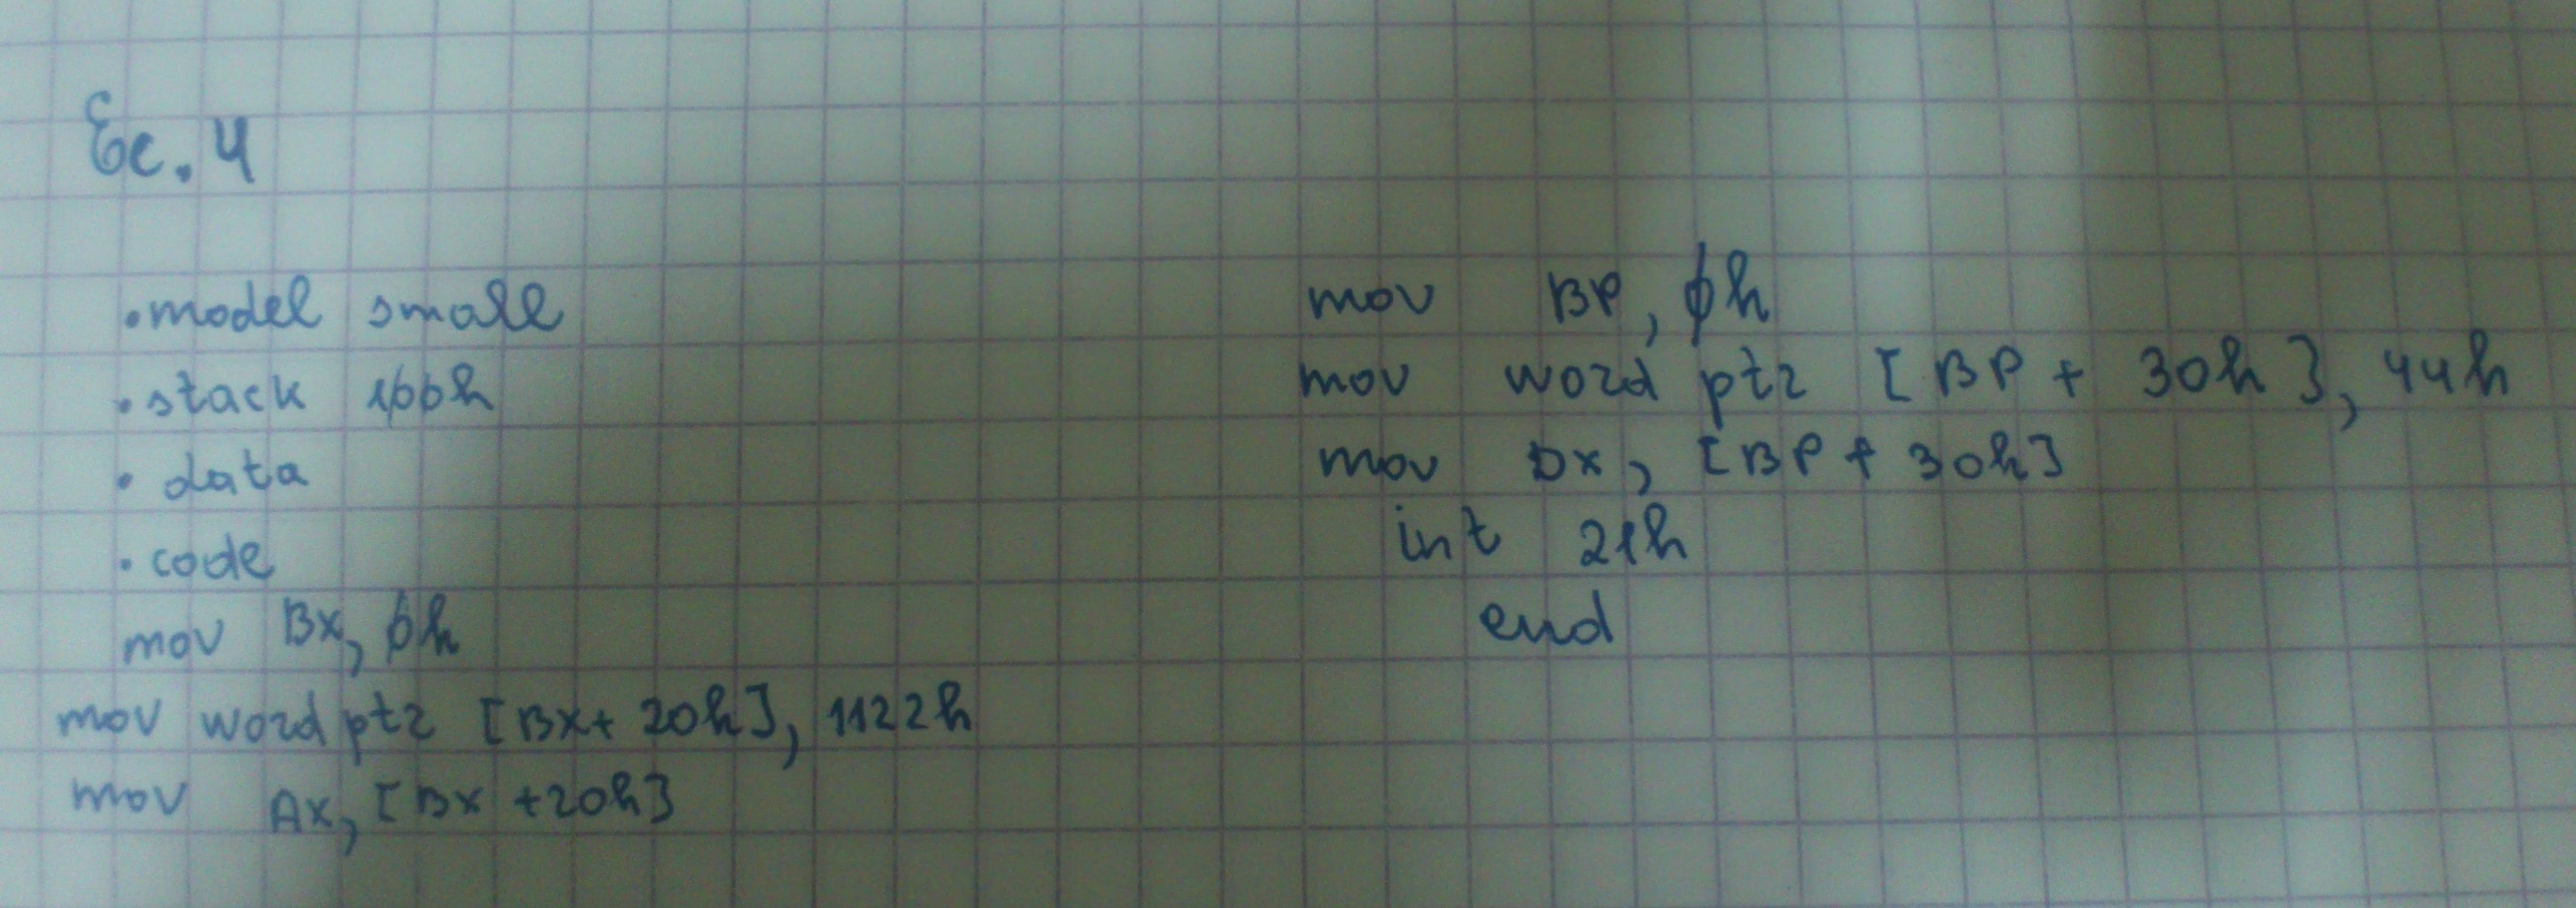 Ec. 4
.model small
.stack 100h
.data
.code
mov BX, 0h
mov word ptr [BX+ 20h], 1122h
mov AX, [BX +20h]
mov BP, 0h
mov word ptr [BP + 30h], 44h
mov DX, [BP + 30h]
int 21h
end